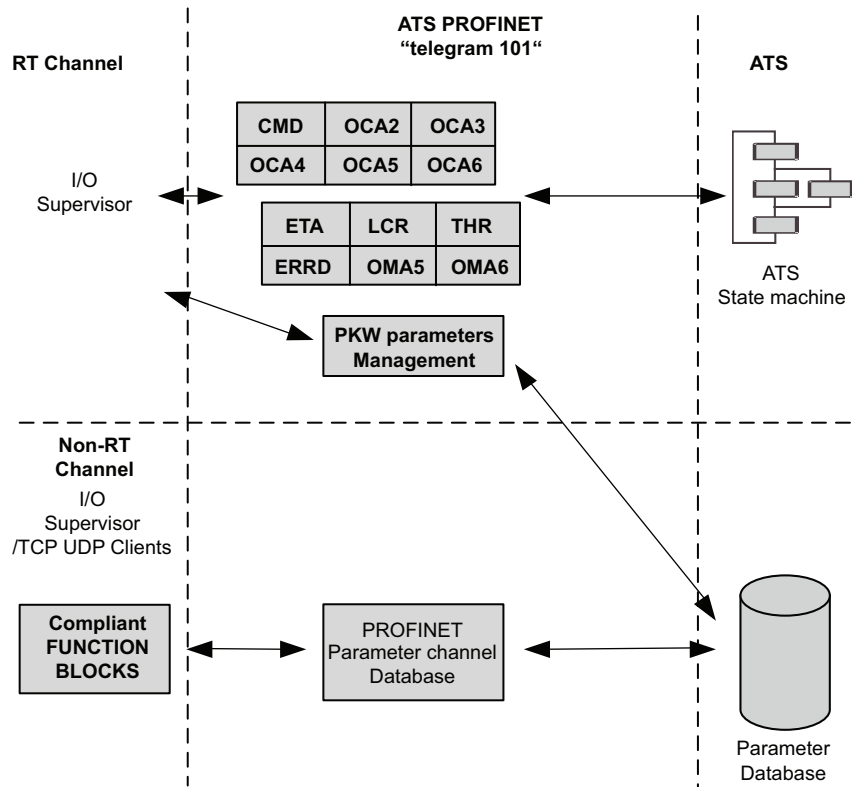 ATS PROFINET
“telegram 101“
RT Channel
ATS
CMD OCA2 OCA3
OCA4 OCA5 OCA6
I/O
Supervisor
ETA LCR THR
ERRD OMA5 OMA6
ATS
State machine
PKW parameters
Management
Non-RT
Channel
I/O
Supervisor
/TCP UDP Clients
Compliant
FUNCTION
BLOCKS
PROFINET
Parameter channel
Database
Parameter
Database